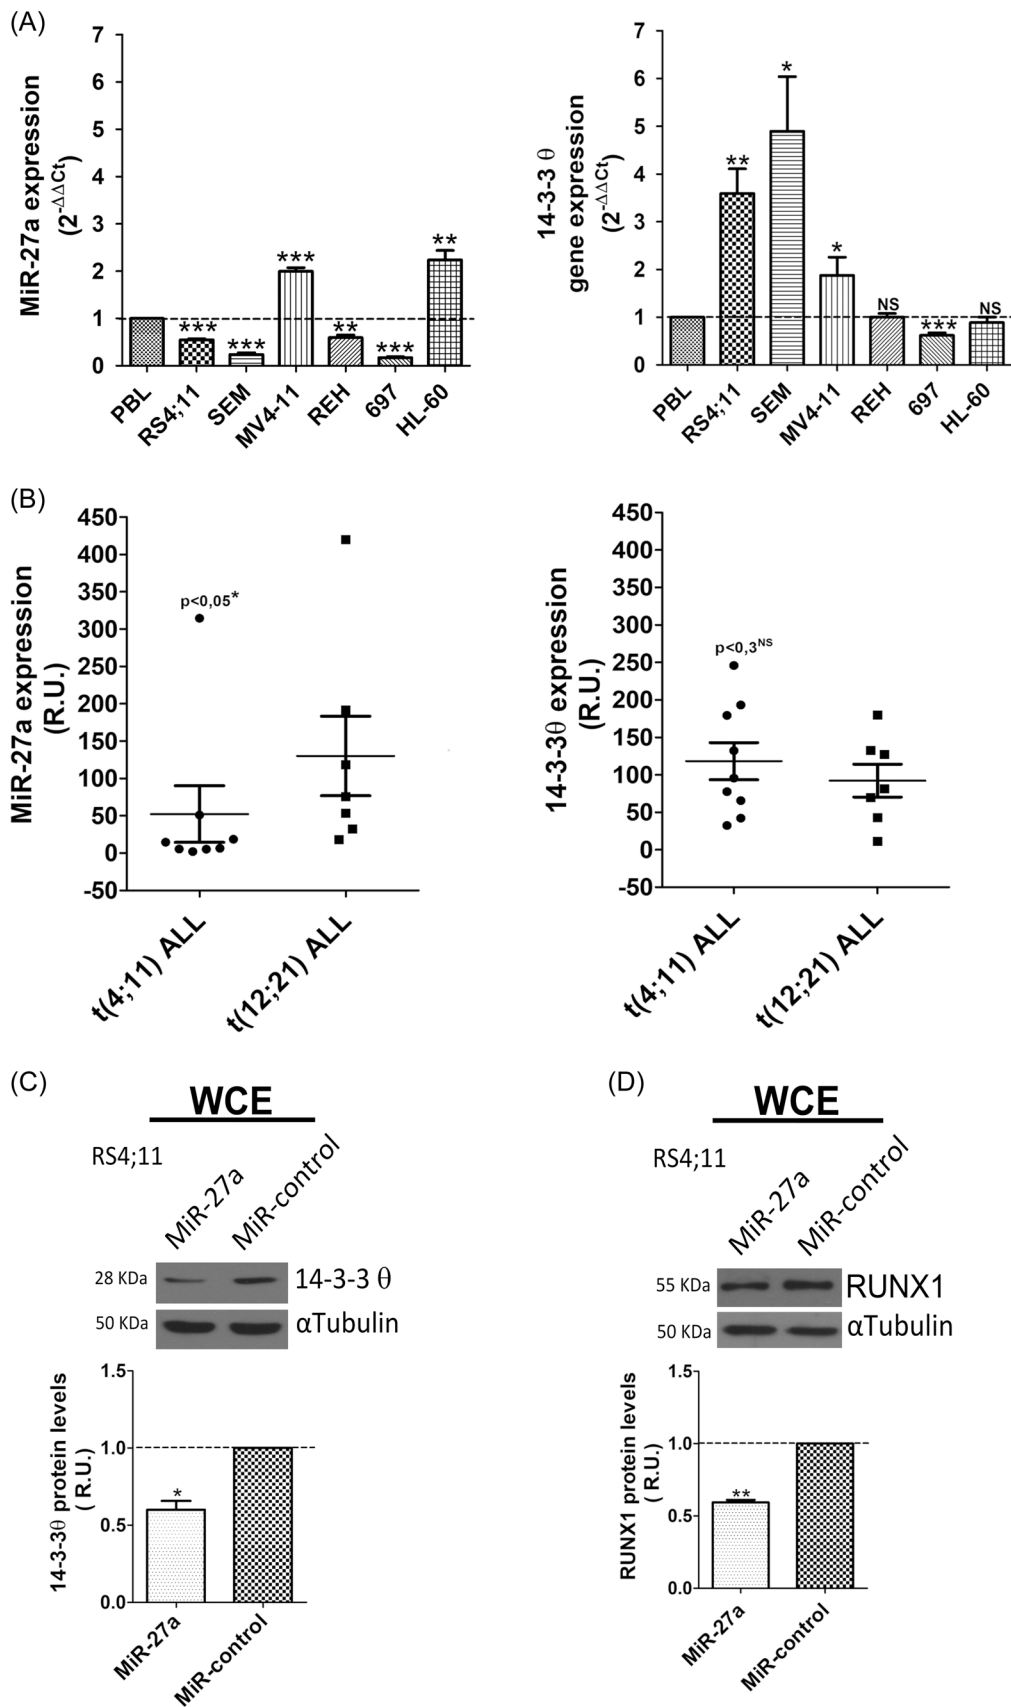 (A)
MiR-27a expression
(2^-ΔΔCt)
7
6
5
4
3
2
1
0
***
***
***
**
***
**
PBL
RS4;11
SEM
MV4-11
REH
697
HL-60
14-3-3 θ
gene expression
(2^-ΔΔCt)
7
6
5
4
3
2
1
0
**
*
*
NS
***
NS
PBL
RS4;11
SEM
MV4-11
REH
697
HL-60
(B)
MiR-27a expression
(R.U.)
450
400
350
300
250
200
150
100
50
0
-50
p<0,05*
t(4;11) ALL
t(12;21) ALL
14-3-3θ expression
(R.U.)
450
400
350
300
250
200
150
100
50
0
-50
p<0,3^NS
t(4;11) ALL
t(12;21) ALL
(C)
WCE
RS4;11
MiR-27a
MiR-control
28 KDa
14-3-3 θ
50 KDa
αTubulin
14-3-3θ protein levels
( R.U.)
1.5
1.0
0.5
0.0
*
MiR-27a
MiR-control
(D)
WCE
RS4;11
MiR-27a
MiR-control
55 KDa
RUNX1
50 KDa
αTubulin
RUNX1 protein levels
( R.U.)
1.5
1.0
0.5
0.0
**
MiR-27a
MiR-control